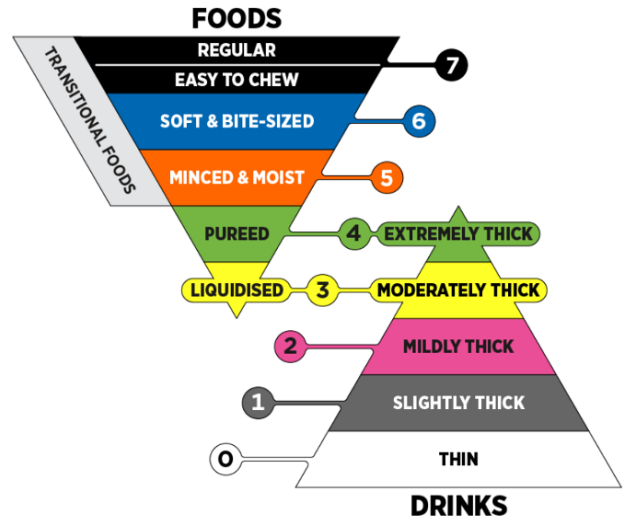 FOODS
REGULAR
7
EASY TO CHEW
TRANSITIONAL FOODS
SOFT & BITE-SIZED
6
MINCED & MOIST
5
PUREED
4
EXTREMELY THICK
LIQUIDISED
3
MODERATELY THICK
2
MILDLY THICK
1
SLIGHTLY THICK
0
THIN
DRINKS